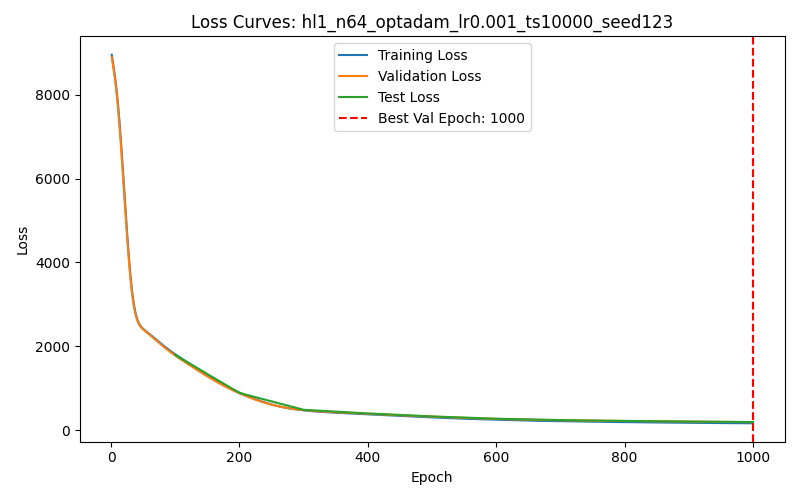 Loss Curves: hl1_n64_optadam_lr0.001_ts10000_seed123
Training Loss
Validation Loss
Test Loss
Best Val Epoch: 1000
8000
6000
4000
2000
0
Loss
0 200 400 600 800 1000
Epoch